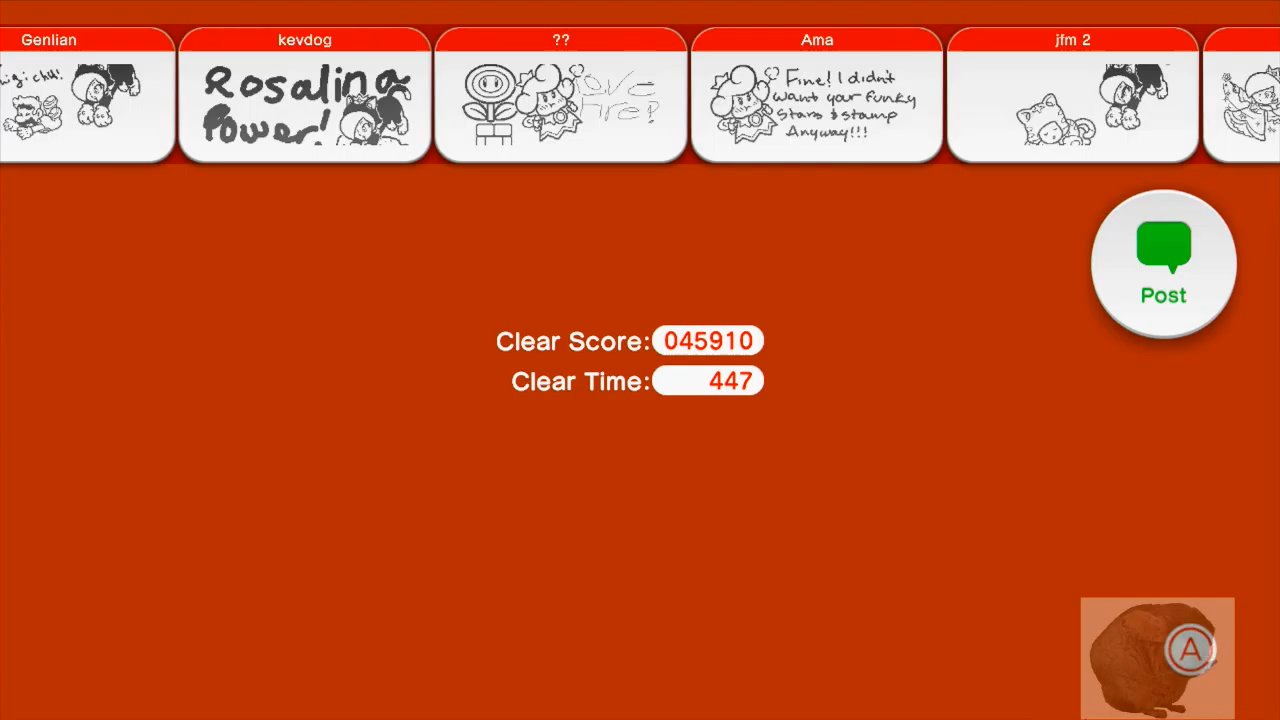 Genlian
kevdog
??
Ama
jfm 2
Rosalina
Power!
Fine! I didn't
want your funky
stars & stamp
Anyway!!!
Post
Clear Score: 045910
Clear Time: 447
A